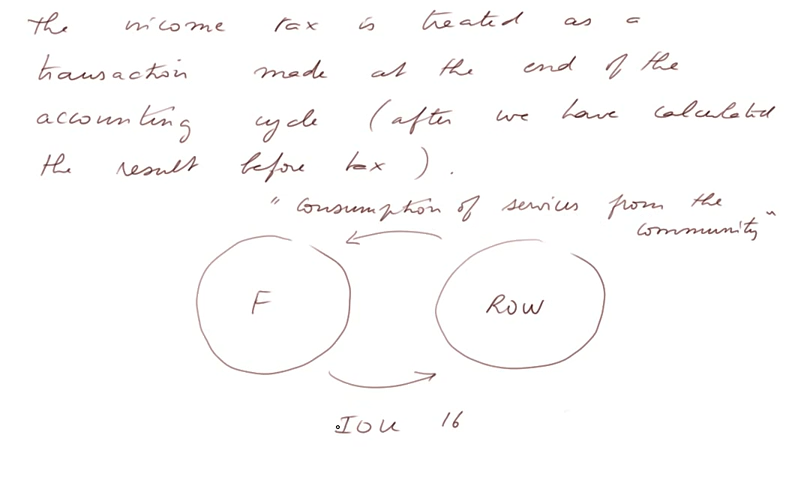 the income tax is treated as a
transaction made at the end of the
accounting cycle (after we have calculated
the result before tax).
"consumption of services from the
community"
F
ROW
IOU 16